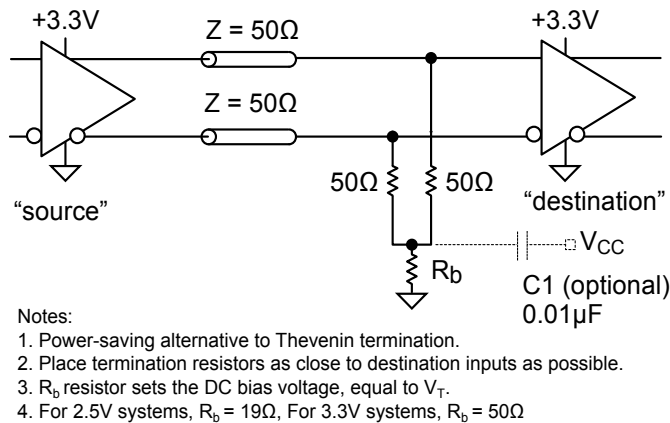 +3.3V
+3.3V
Z = 50Ω
Z = 50Ω
50Ω
50Ω
"source"
"destination"
Rb
VCC
C1 (optional)
0.01µF
Notes:
1. Power-saving alternative to Thevenin termination.
2. Place termination resistors as close to destination inputs as possible.
3. Rb resistor sets the DC bias voltage, equal to VT.
4. For 2.5V systems, Rb = 19Ω, For 3.3V systems, Rb = 50Ω